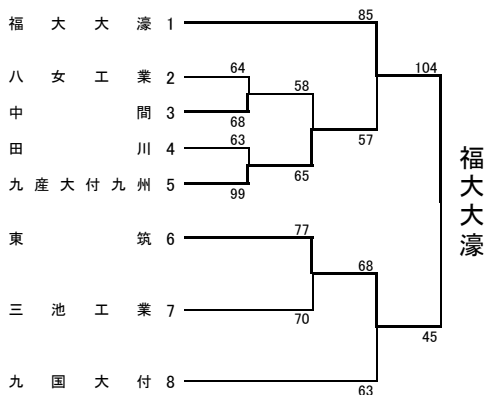 福大大濠 1
八女工業 2
中間 3
田川 4
九産大付九州 5
東筑 6
三池工業 7
九国大付 8
64
68
63
99
58
65
77
70
85
57
68
63
104
45
福大大濠